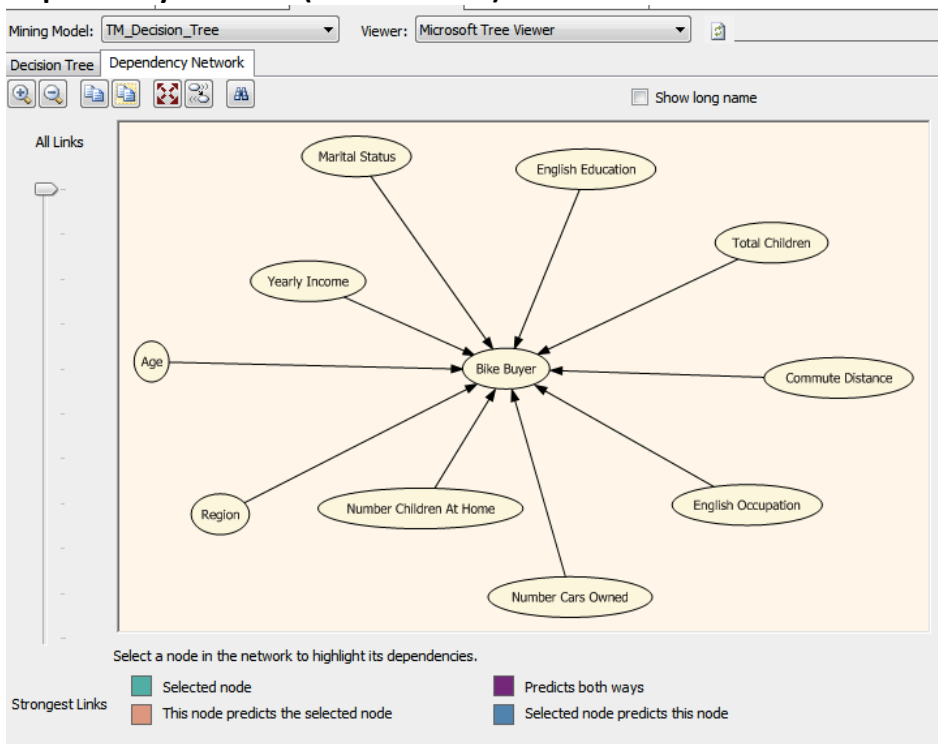 Mining Model: TM_Decision_Tree Viewer: Microsoft Tree Viewer
Decision Tree Dependency Network
Show long name
All Links
Marital Status
English Education
Total Children
Yearly Income
Age
Bike Buyer
Commute Distance
Region
Number Children At Home
English Occupation
Number Cars Owned
Select a node in the network to highlight its dependencies.
Strongest Links
Selected node
Predicts both ways
This node predicts the selected node
Selected node predicts this node